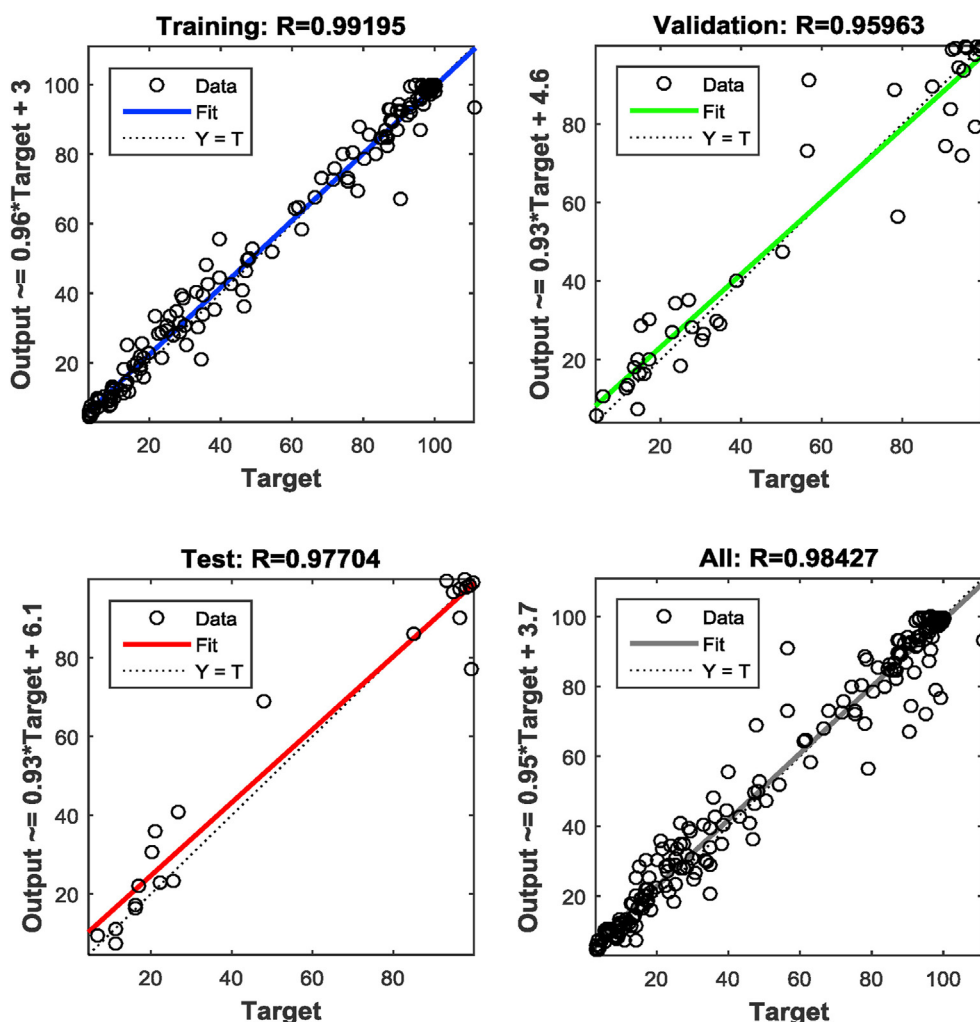 Training: R=0.99195
Output ~= 0.96*Target + 3
Data
Fit
Y = T
100
80
60
40
20
20 40 60 80 100
Target
Validation: R=0.95963
Output ~= 0.93*Target + 4.6
Data
Fit
Y = T
80
60
40
20
20 40 60 80
Target
Test: R=0.97704
Output ~= 0.93*Target + 6.1
Data
Fit
Y = T
80
60
40
20
20 40 60 80
Target
All: R=0.98427
Output ~= 0.95*Target + 3.7
Data
Fit
Y = T
100
80
60
40
20
20 40 60 80 100
Target